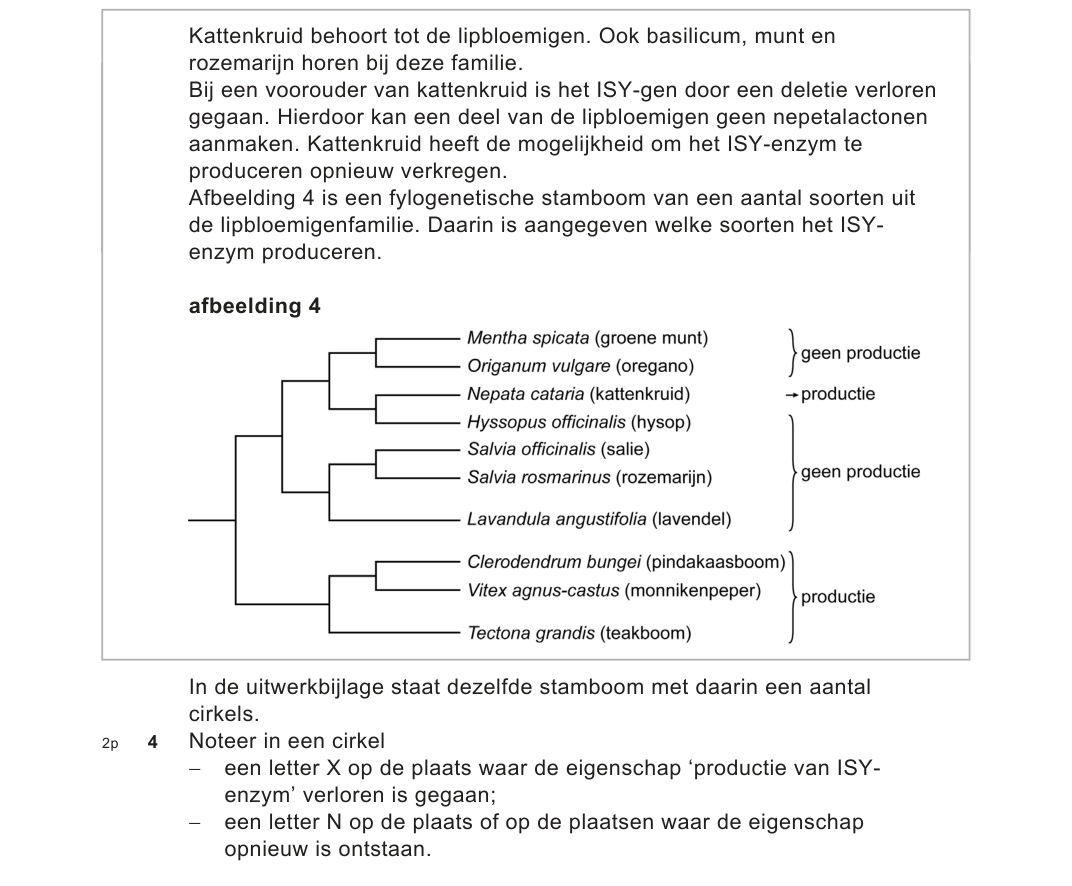 Kattenkruid behoort tot de lipbloemigen. Ook basilicum, munt en
rozemarijn horen bij deze familie.
Bij een voorouder van kattenkruid is het ISY-gen door een deletie verloren
gegaan. Hierdoor kan een deel van de lipbloemigen geen nepetalactonen
aanmaken. Kattenkruid heeft de mogelijkheid om het ISY-enzym te
produceren opnieuw verkregen.
Afbeelding 4 is een fylogenetische stamboom van een aantal soorten uit
de lipbloemigenfamilie. Daarin is aangegeven welke soorten het ISY-
enzym produceren.
afbeelding 4
Mentha spicata (groene munt)
Origanum vulgare (oregano)
geen productie
Nepata cataria (kattenkruid)
productie
Hyssopus officinalis (hysop)
Salvia officinalis (salie)
Salvia rosmarinus (rozemarijn)
Lavandula angustifolia (lavendel)
geen productie
Clerodendrum bungei (pindakaasboom)
Vitex agnus-castus (monnikenpeper)
Tectona grandis (teakboom)
productie
In de uitwerkbijlage staat dezelfde stamboom met daarin een aantal
cirkels.
2p 4 Noteer in een cirkel
– een letter X op de plaats waar de eigenschap ‘productie van ISY-
enzym’ verloren is gegaan;
– een letter N op de plaats of op de plaatsen waar de eigenschap
opnieuw is ontstaan.